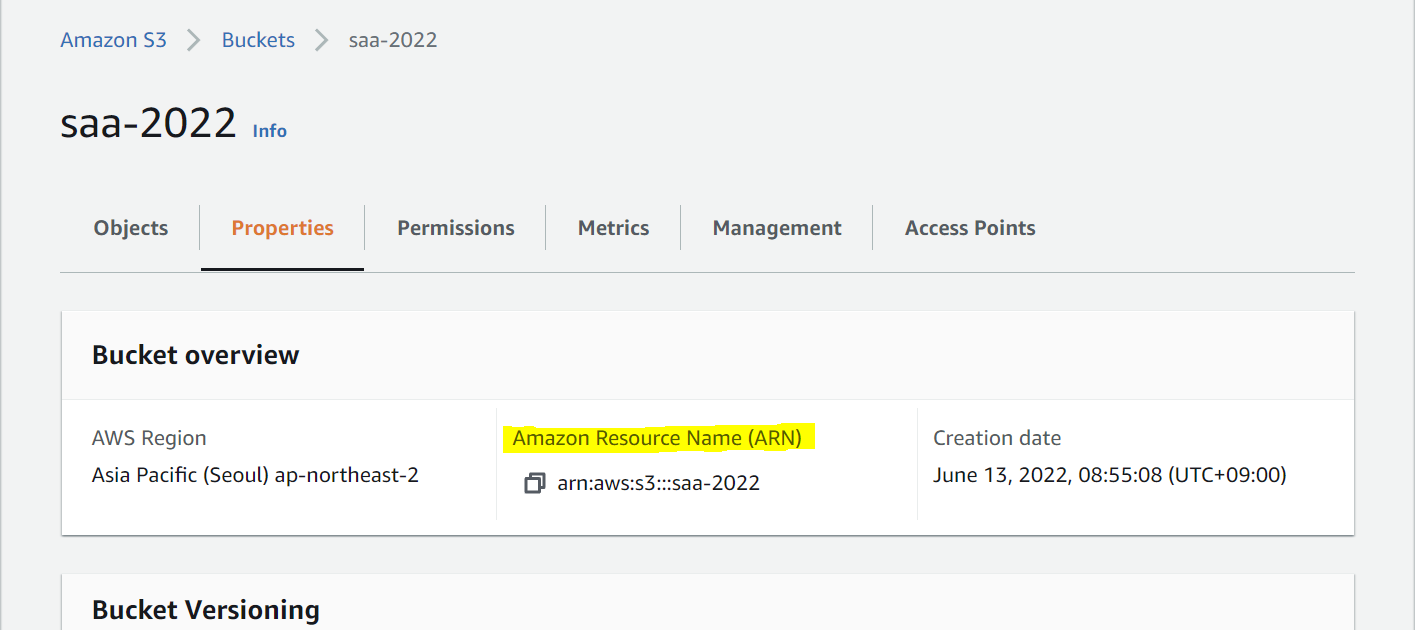 Amazon S3 > Buckets > saa-2022
saa-2022 Info
Objects Properties Permissions Metrics Management Access Points
Bucket overview
AWS Region
Asia Pacific (Seoul) ap-northeast-2
Amazon Resource Name (ARN)
arn:aws:s3:::saa-2022
Creation date
June 13, 2022, 08:55:08 (UTC+09:00)
Bucket Versioning